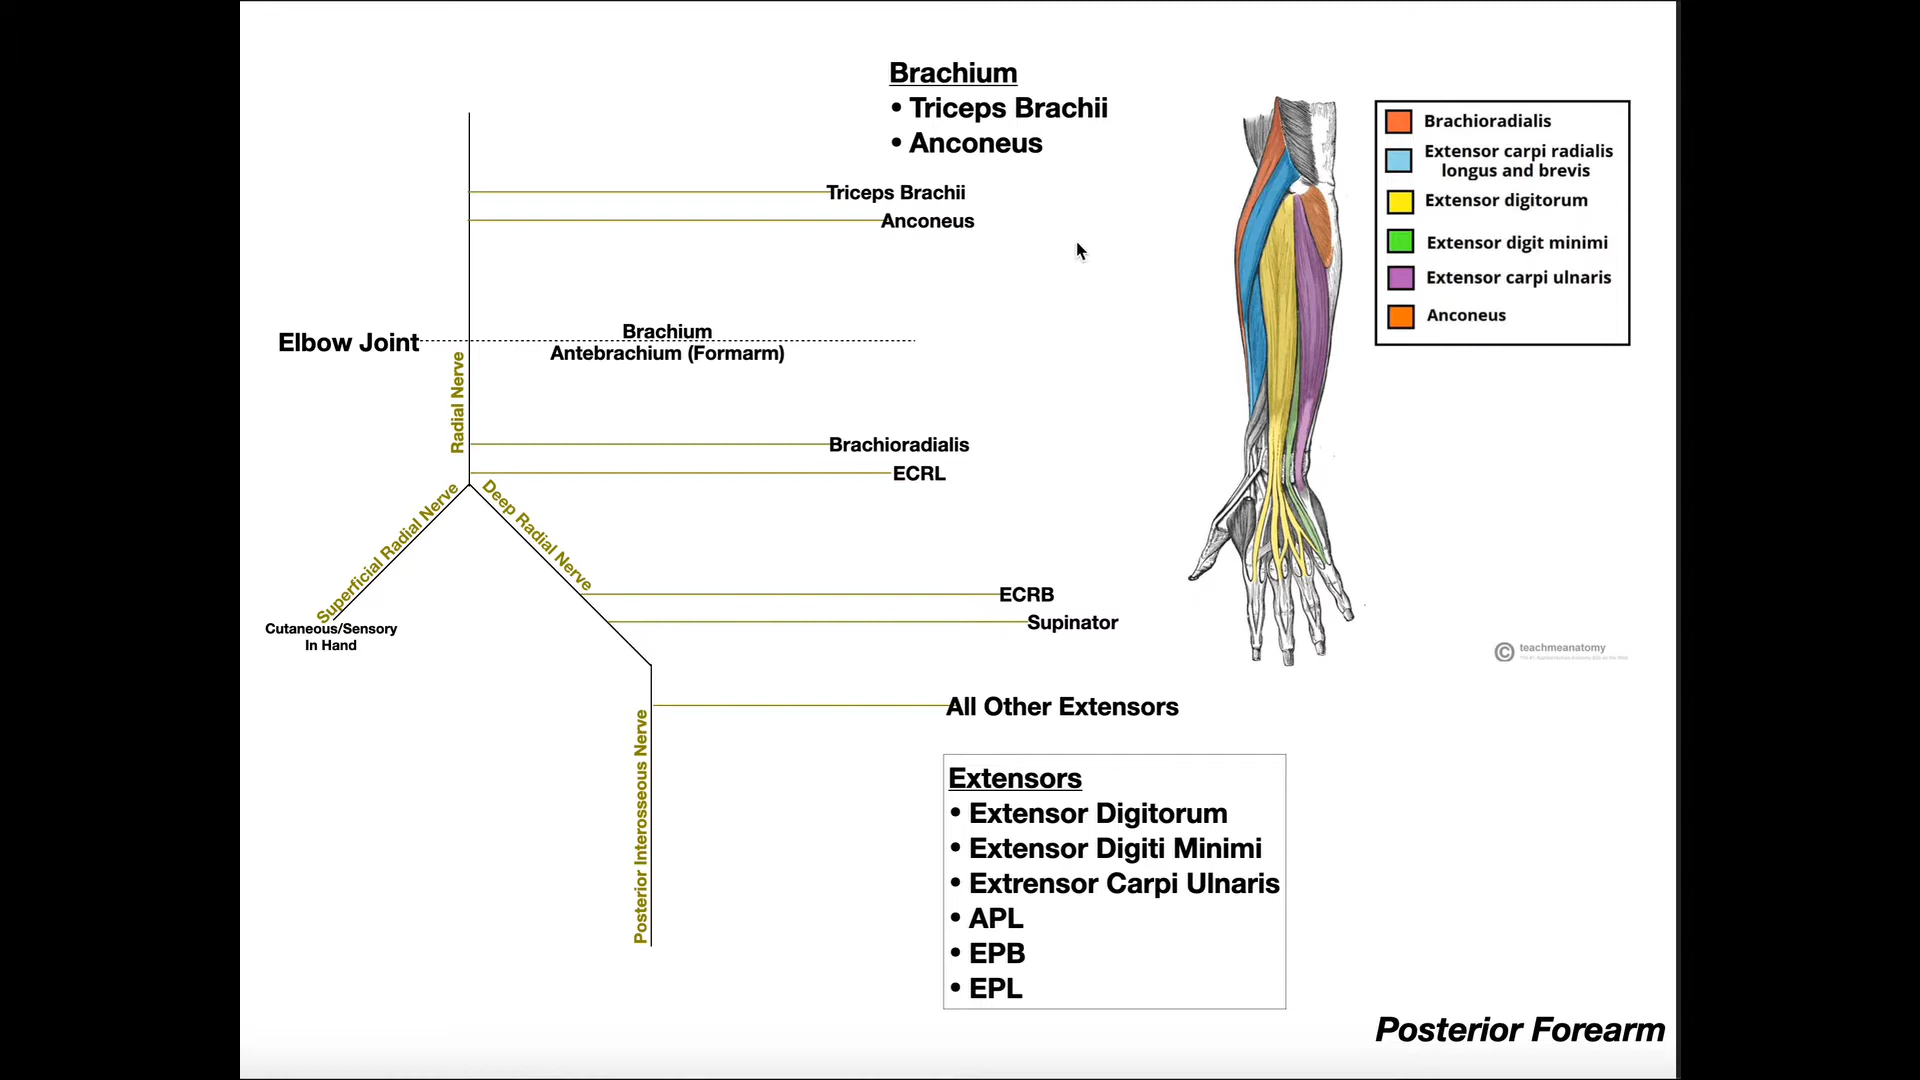 Brachium
• Triceps Brachii
• Anconeus
Triceps Brachii
Anconeus
Elbow Joint
Brachium
Antebrachium (Formarm)
Radial Nerve
Brachioradialis
ECRL
Superficial Radial Nerve
Deep Radial Nerve
Cutaneous/Sensory
In Hand
ECRB
Supinator
All Other Extensors
Posterior Interosseous Nerve
Extensors
• Extensor Digitorum
• Extensor Digiti Minimi
• Extrensor Carpi Ulnaris
• APL
• EPB
• EPL
Brachioradialis
Extensor carpi radialis
longus and brevis
Extensor digitorum
Extensor digit minimi
Extensor carpi ulnaris
Anconeus
© teachmeanatomy
Posterior Forearm